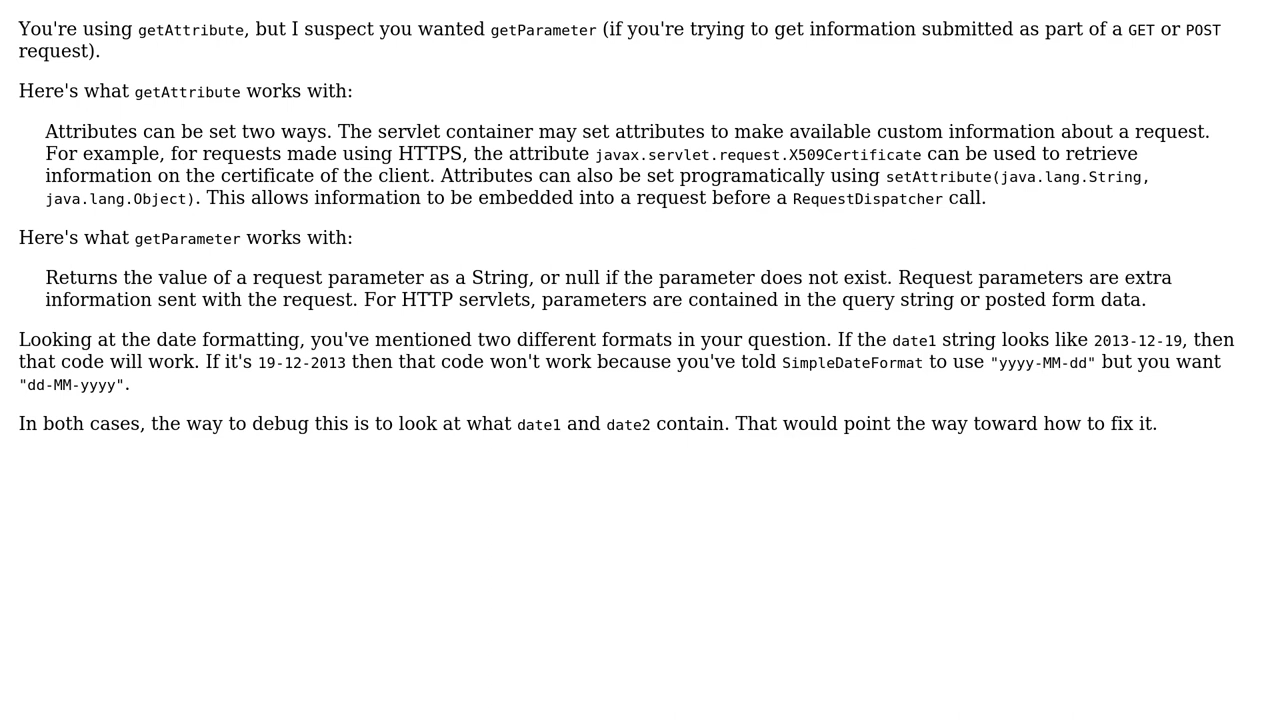 You're using getAttribute, but I suspect you wanted getParameter (if you're trying to get information submitted as part of a GET or POST
request).
Here's what getAttribute works with:
Attributes can be set two ways. The servlet container may set attributes to make available custom information about a request.
For example, for requests made using HTTPS, the attribute javax.servlet.request.X509Certificate can be used to retrieve
information on the certificate of the client. Attributes can also be set programatically using setAttribute(java.lang.String,
java.lang.Object). This allows information to be embedded into a request before a RequestDispatcher call.
Here's what getParameter works with:
Returns the value of a request parameter as a String, or null if the parameter does not exist. Request parameters are extra
information sent with the request. For HTTP servlets, parameters are contained in the query string or posted form data.
Looking at the date formatting, you've mentioned two different formats in your question. If the date1 string looks like 2013-12-19, then
that code will work. If it's 19-12-2013 then that code won't work because you've told SimpleDateFormat to use "yyyy-MM-dd" but you want
"dd-MM-yyyy".
In both cases, the way to debug this is to look at what date1 and date2 contain. That would point the way toward how to fix it.